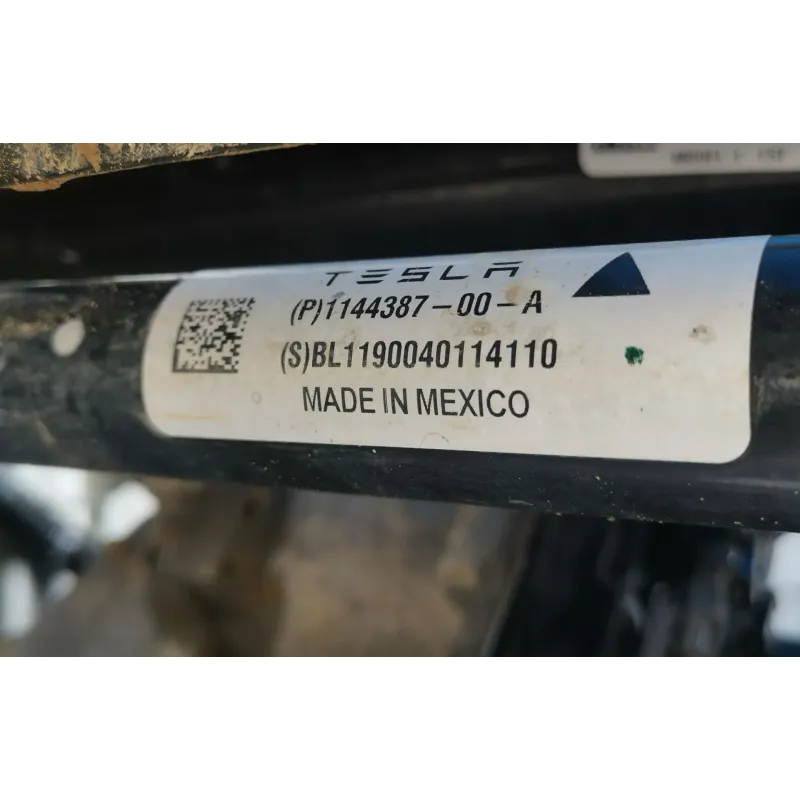 TESLA
(P)1144387-00-A
(S)BL1190040114110
MADE IN MEXICO